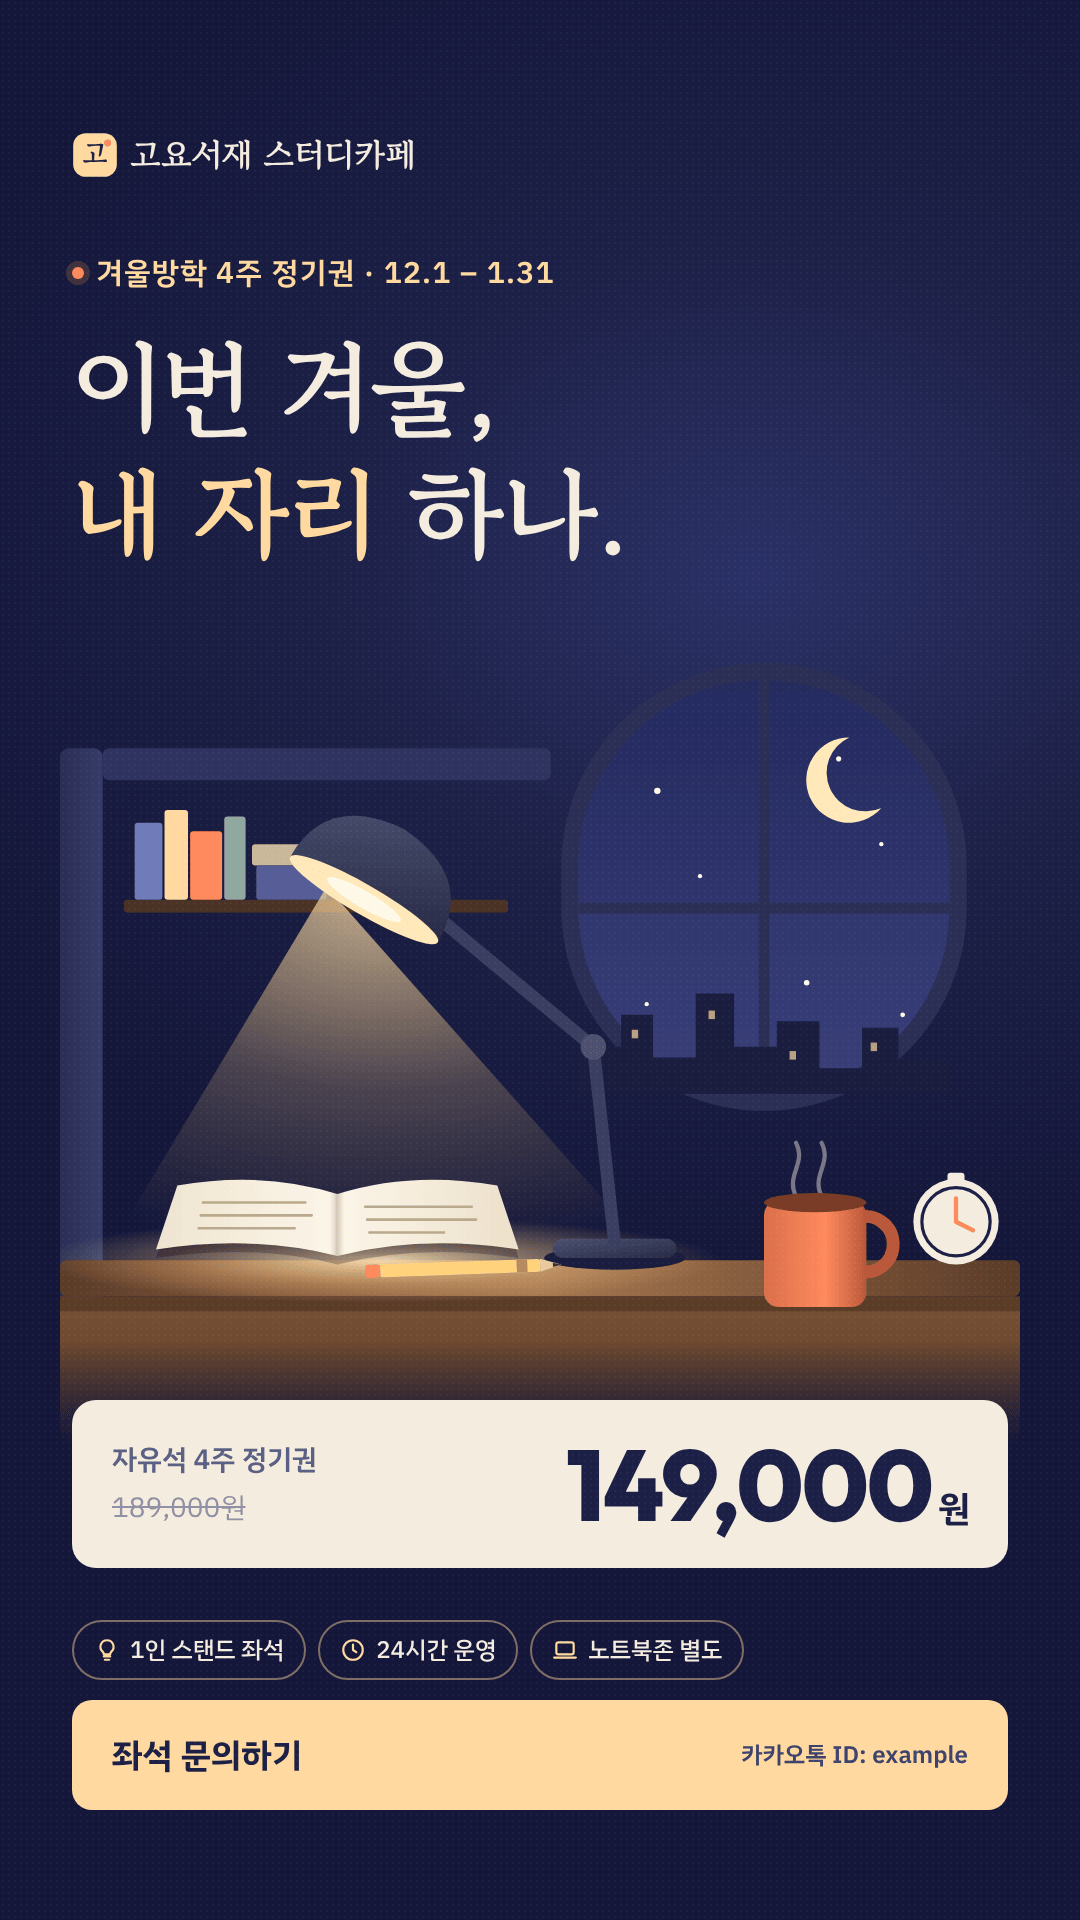 고 고요서재 스터디카페
겨울방학 4주 정기권 · 12.1 – 1.31
이번 겨울,
내 자리 하나.
자유석 4주 정기권
189,000원
149,000원
1인 스탠드 좌석
24시간 운영
노트북존 별도
좌석 문의하기
카카오톡 ID: example